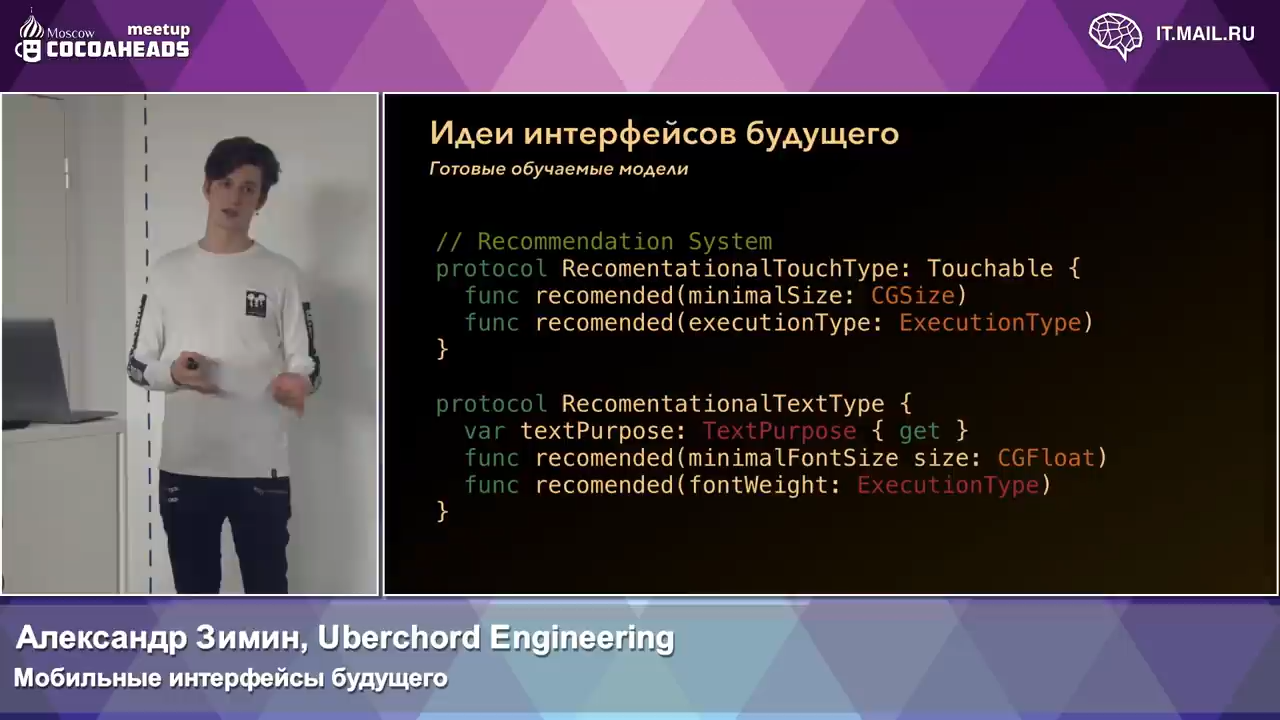 Moscow
meetup
COCOAHEADS
IT.MAIL.RU
Идеи интерфейсов будущего
Готовые обучаемые модели
// Recommendation System
protocol RecomentationalTouchType: Touchable {
func recomended(minimalSize: CGSize)
func recomended(executionType: ExecutionType)
}
protocol RecomentationalTextType {
var textPurpose: TextPurpose { get }
func recomended(minimalFontSize size: CGFloat)
func recomended(fontWeight: ExecutionType)
}
Александр Зимин, Uberchord Engineering
Мобильные интерфейсы будущего